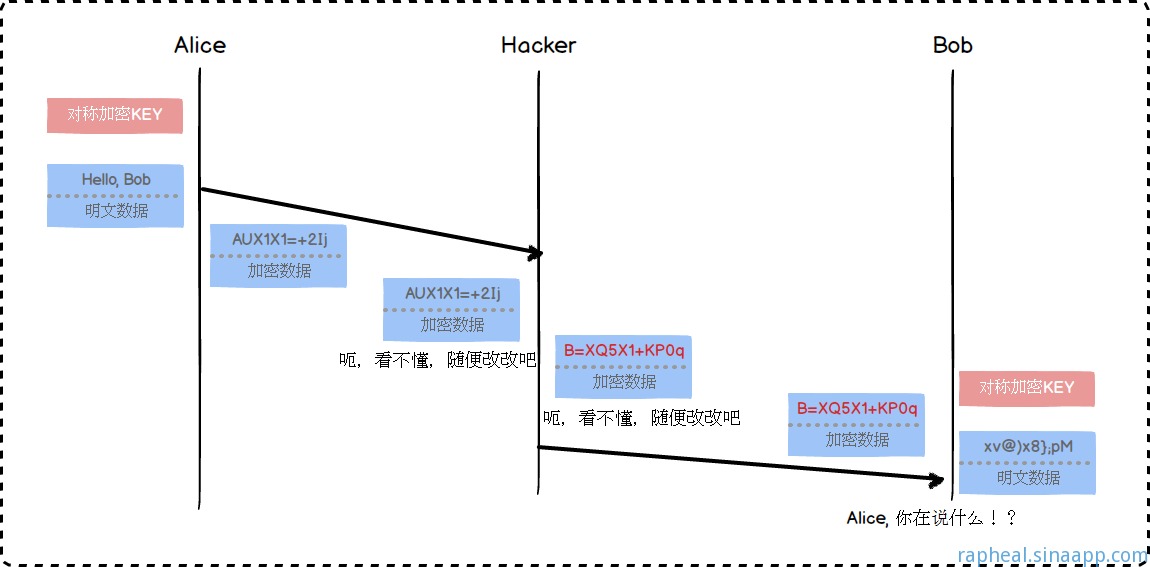 Alice
Hacker
Bob
对称加密KEY
Hello, Bob
明文数据
AUX1X1=+2Ij
加密数据
AUX1X1=+2Ij
加密数据
呃，看不懂，随便改改吧
B=XQ5X1+KP0q
加密数据
呃，看不懂，随便改改吧
B=XQ5X1+KP0q
加密数据
对称加密KEY
xv@)x8};pM
明文数据
Alice, 你在说什么！？
rapheal.sinaapp.com